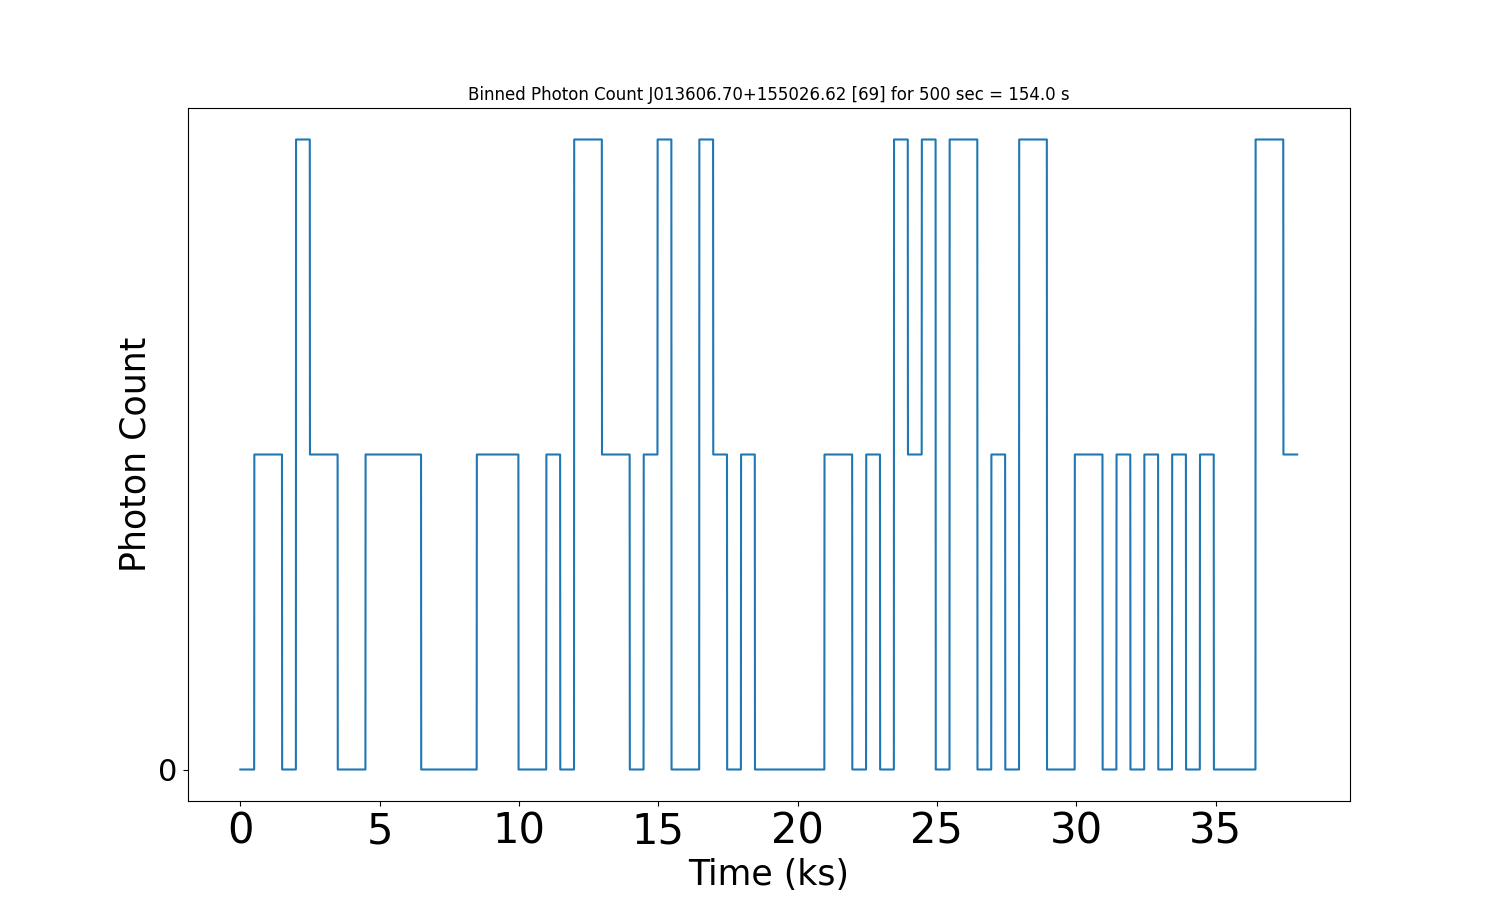 Binned Photon Count J013606.70+155026.62 [69] for 500 sec = 154.0 s
Photon Count
0
0 5 10 15 20 25 30 35
Time (ks)